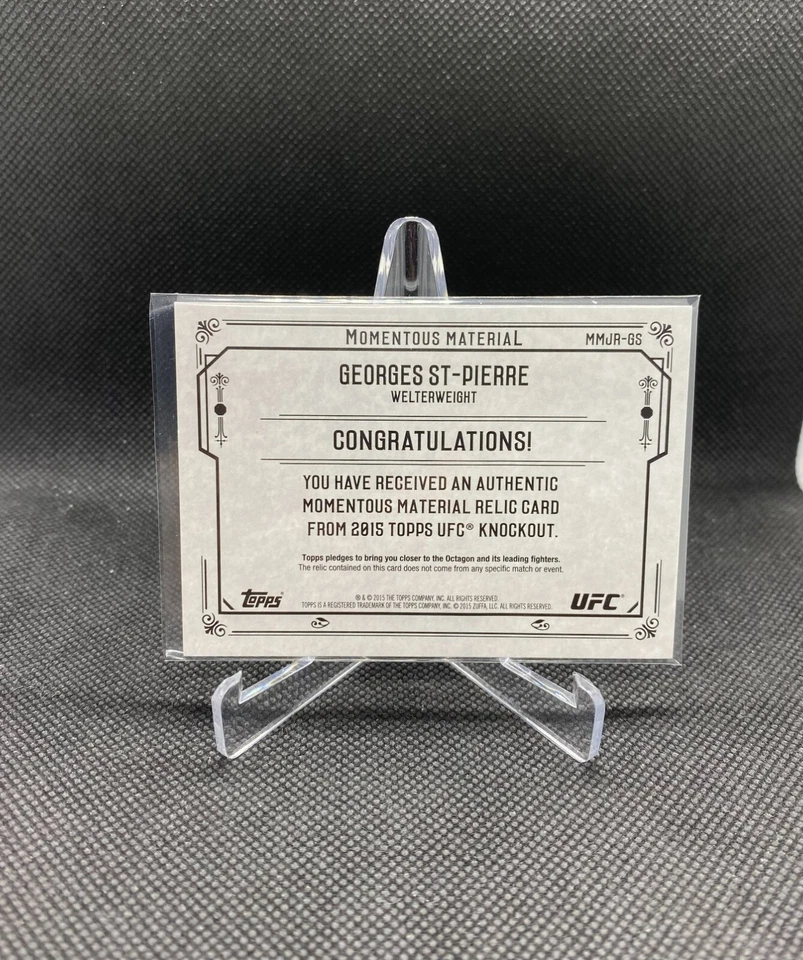 MOMENTOUS MATERIAL MMJR-GS
GEORGES ST-PIERRE
WELTERWEIGHT
CONGRATULATIONS!
YOU HAVE RECEIVED AN AUTHENTIC
MOMENTOUS MATERIAL RELIC CARD
FROM 2015 TOPPS UFC® KNOCKOUT.
Topps pledges to bring you closer to the Octagon and its leading fighters.
The relic contained on this card does not come from any specific match or event.
® & © 2015 THE TOPPS COMPANY, INC. ALL RIGHTS RESERVED.
TOPPS IS A REGISTERED TRADEMARK OF THE TOPPS COMPANY, INC. © 2015 ZUFFA, LLC. ALL RIGHTS RESERVED.
topps® UFC®